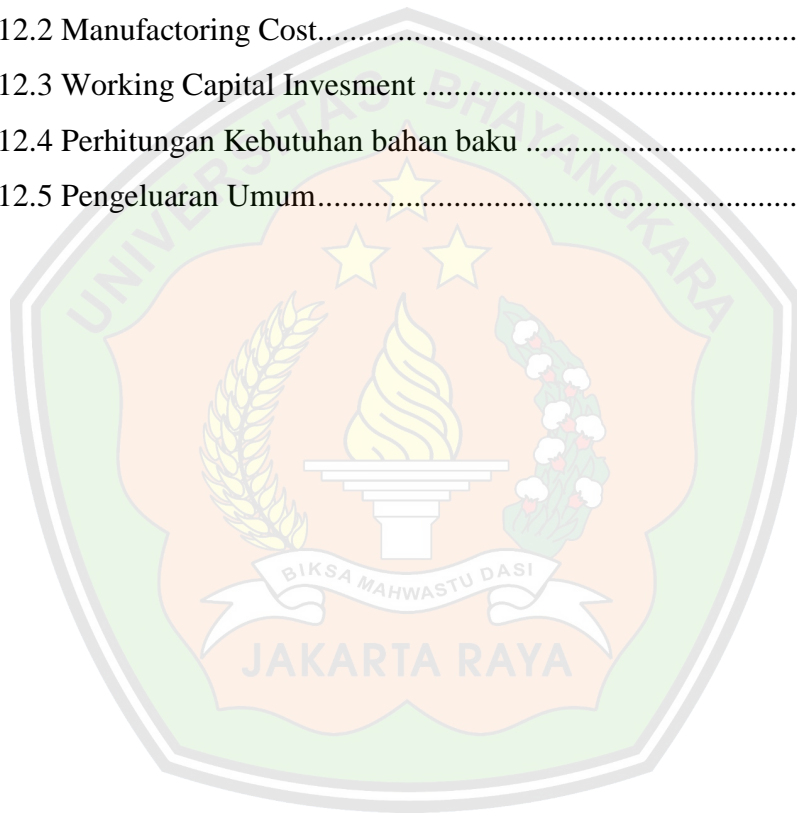 12.2 Manufactoring Cost............................................................
12.3 Working Capital Invesment ...............................................
12.4 Perhitungan Kebutuhan bahan baku ..................................
12.5 Pengeluaran Umum............................................................
UNIVERSITAS BHAYANGKARA
BIKSA MAHWASTU DASI
JAKARTA RAYA